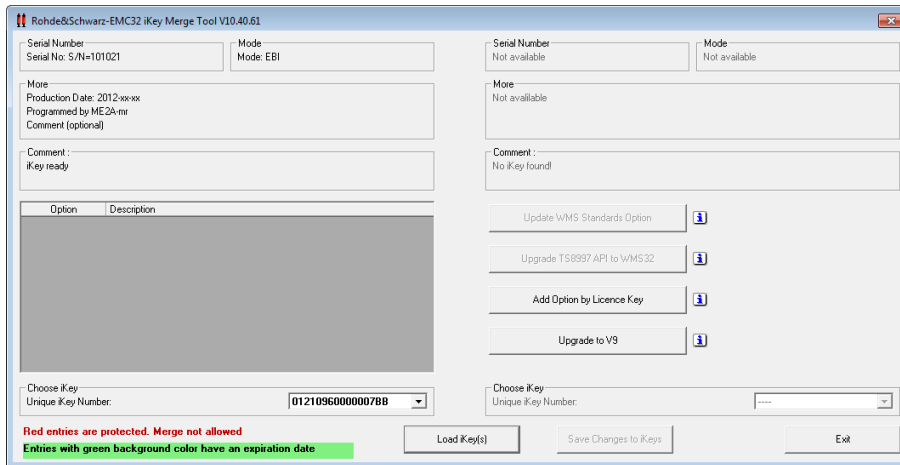 Rohde&Schwarz-EMC32 iKey Merge Tool V10.40.61
Serial Number
Serial No: S/N=101021
Mode
Mode: EBI
Serial Number
Not available
Mode
Not available
More
Production Date: 2012-xx-xx
Programmed by ME2A-mr
Comment (optional)
More
Not avalilable
Comment :
iKey ready
Comment :
No iKey found!
Option Description
Update WMS Standards Option
Upgrade TS8997 API to WMS32
Add Option by Licence Key
Upgrade to V9
Choose iKey
Unique iKey Number: 01210960000007BB
Choose iKey
Unique iKey Number: ----
Red entries are protected. Merge not allowed
Entries with green background color have an expiration date
Load iKey(s)
Save Changes to iKeys
Exit